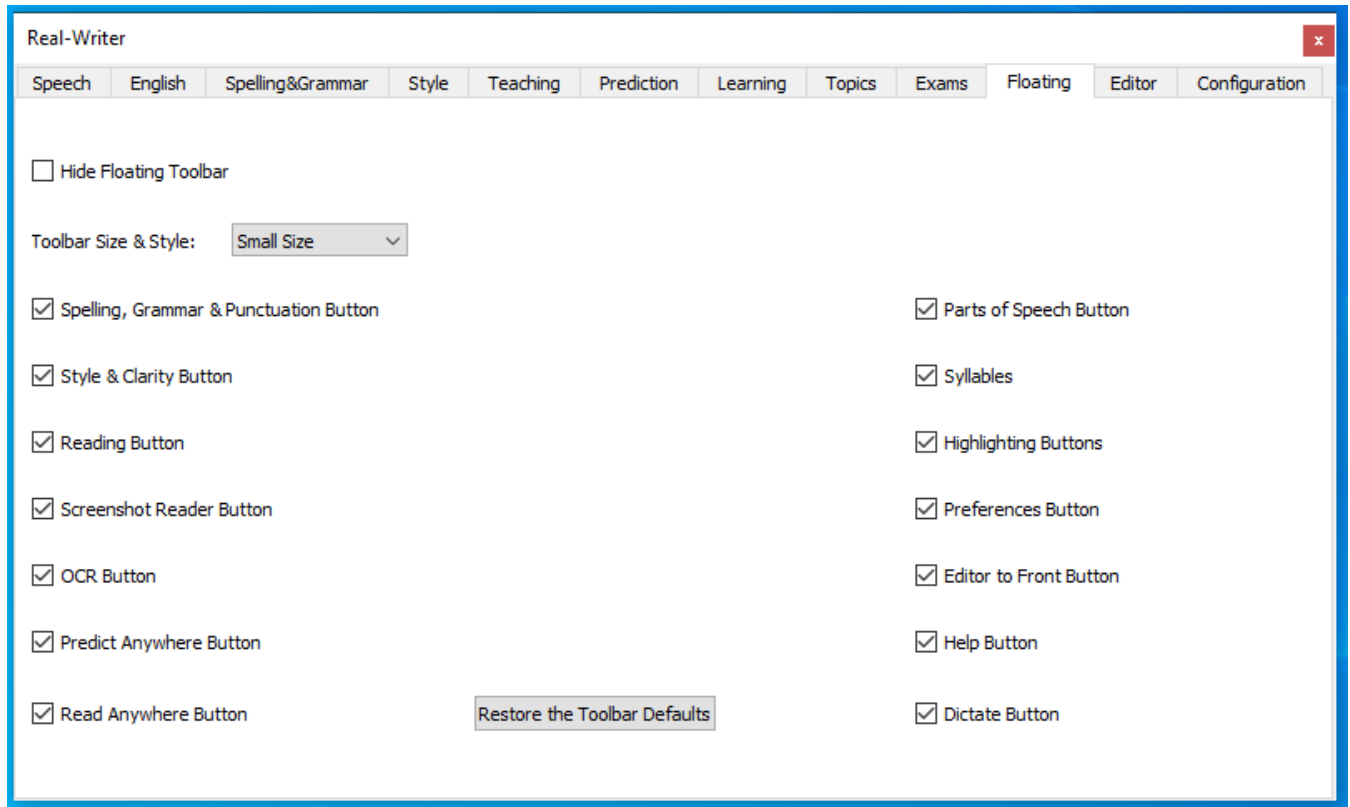 Real-Writer
x
Speech English Spelling&Grammar Style Teaching Prediction Learning Topics Exams Floating Editor Configuration
Hide Floating Toolbar
Toolbar Size & Style: Small Size
Spelling, Grammar & Punctuation Button
Parts of Speech Button
Style & Clarity Button
Syllables
Reading Button
Highlighting Buttons
Screenshot Reader Button
Preferences Button
OCR Button
Editor to Front Button
Predict Anywhere Button
Help Button
Read Anywhere Button
Restore the Toolbar Defaults
Dictate Button